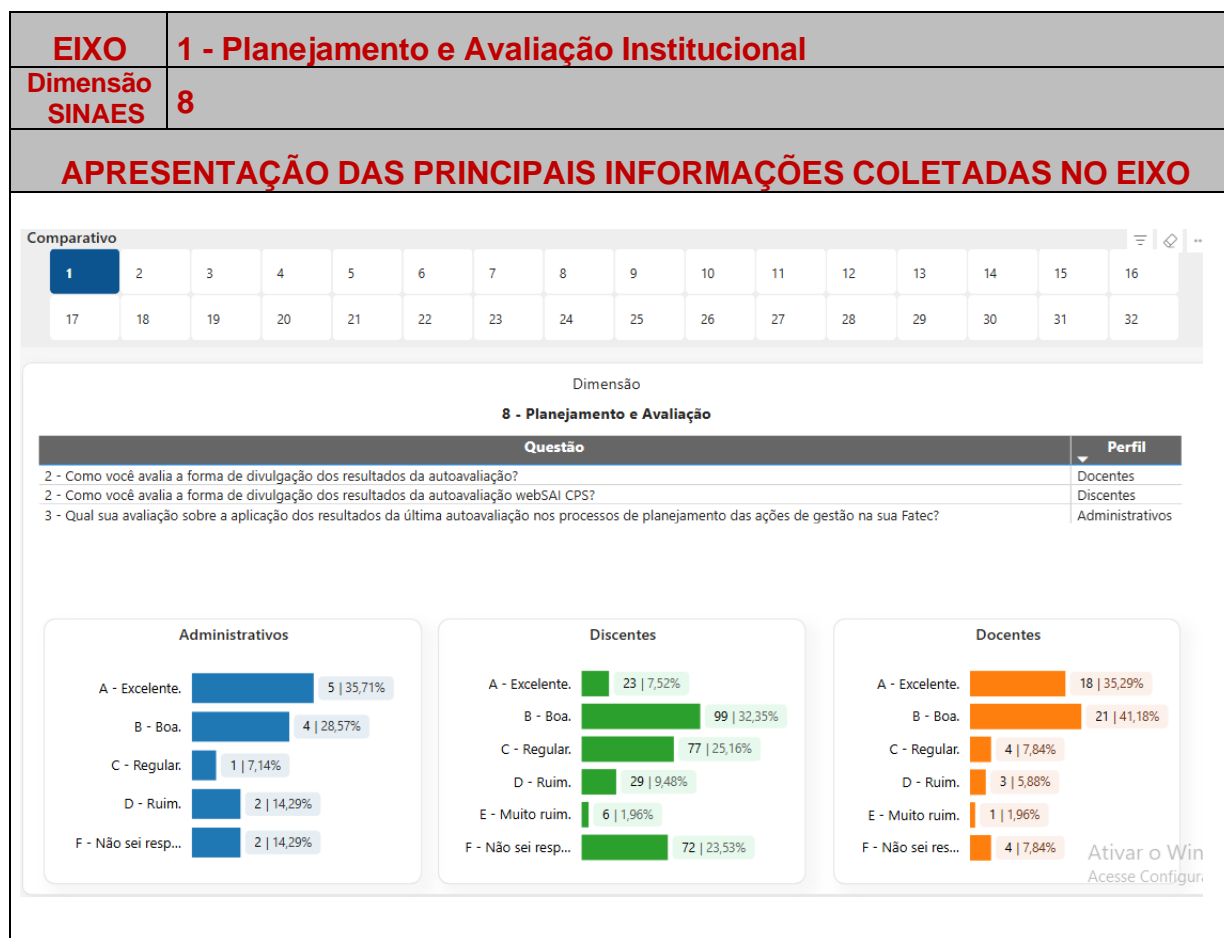 EIXO 1 - Planejamento e Avaliação Institucional
Dimensão
SINAES 8
APRESENTAÇÃO DAS PRINCIPAIS INFORMAÇÕES COLETADAS NO EIXO
Comparativo
1 2 3 4 5 6 7 8 9 10 11 12 13 14 15 16
17 18 19 20 21 22 23 24 25 26 27 28 29 30 31 32
Dimensão
8 - Planejamento e Avaliação
Questão Perfil
2 - Como você avalia a forma de divulgação dos resultados da autoavaliação? Docentes
2 - Como você avalia a forma de divulgação dos resultados da autoavaliação webSAI CPS? Discentes
3 - Qual sua avaliação sobre a aplicação dos resultados da última autoavaliação nos processos de planejamento das ações de gestão na sua Fatec? Administrativos
Administrativos
A - Excelente. 5 | 35,71%
B - Boa. 4 | 28,57%
C - Regular. 1 | 7,14%
D - Ruim. 2 | 14,29%
F - Não sei resp... 2 | 14,29%
Discentes
A - Excelente. 23 | 7,52%
B - Boa. 99 | 32,35%
C - Regular. 77 | 25,16%
D - Ruim. 29 | 9,48%
E - Muito ruim. 6 | 1,96%
F - Não sei resp... 72 | 23,53%
Docentes
A - Excelente. 18 | 35,29%
B - Boa. 21 | 41,18%
C - Regular. 4 | 7,84%
D - Ruim. 3 | 5,88%
E - Muito ruim. 1 | 1,96%
F - Não sei res... 4 | 7,84%
Ativar o Win
Acesse Configur